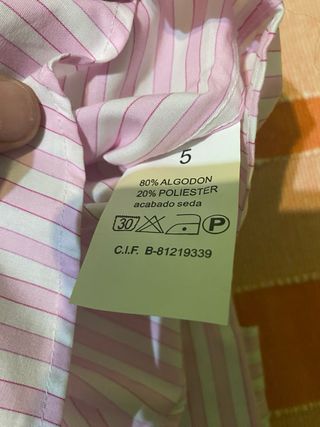 5
80% ALGODON
20% POLIESTER
acabado seda
30 P
C.I.F. B-81219339